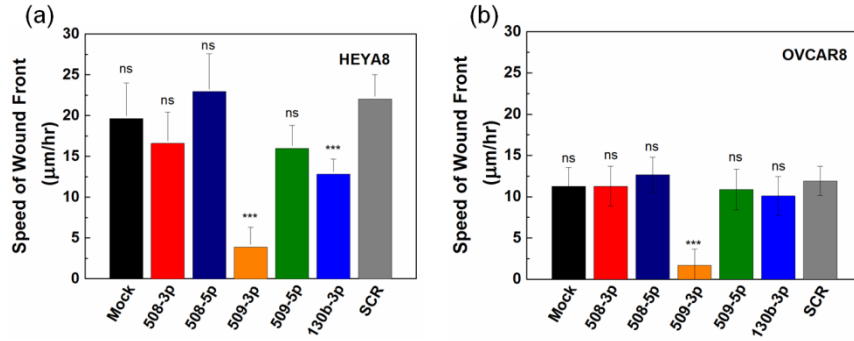 (a)
HEYA8
Speed of Wound Front
(μm/hr)
30
25
20
15
10
5
0
ns
ns
ns
***
ns
***
Mock
508-3p
508-5p
509-3p
509-5p
130b-3p
SCR
(b)
OVCAR8
Speed of Wound Front
(μm/hr)
30
25
20
15
10
5
0
ns
ns
ns
***
ns
ns
Mock
508-3p
508-5p
509-3p
509-5p
130b-3p
SCR